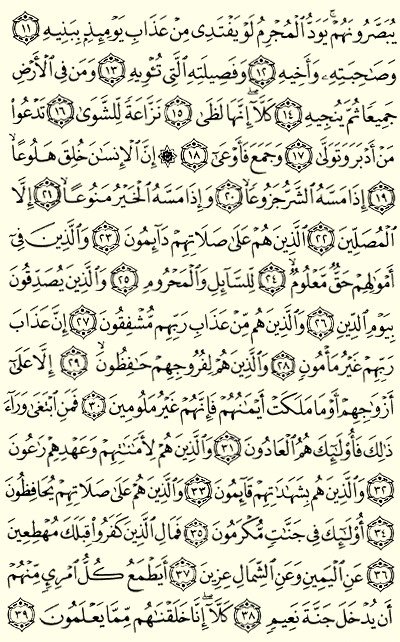 يُبَصَّرُونَهُمْ ۚ يَوَدُّ ٱلْمُجْرِمُ لَوْ يَفْتَدِى مِنْ عَذَابِ يَوْمِئِذٍۭ بِبَنِيهِ ١١
وَصَـٰحِبَتِهِۦ وَأَخِيهِ ١٢ وَفَصِيلَتِهِ ٱلَّتِى تُـْٔوِيهِ ١٣ وَمَن فِى ٱلْأَرْضِ
جَمِيعًا ثُمَّ يُنجِيهِ ١٤ كَلَّآ ۖ إِنَّهَا لَظَىٰ ١٥ نَزَّاعَةً لِّلشَّوَىٰ ١٦ تَدْعُوا۟
مَنْ أَدْبَرَ وَتَوَلَّىٰ ١٧ وَجَمَعَ فَأَوْعَىٰٓ ١٨ ۞ إِنَّ ٱلْإِنسَـٰنَ خُلِقَ هَلُوعًا
١٩ إِذَا مَسَّهُ ٱلشَّرُّ جَزُوعًا ٢٠ وَإِذَا مَسَّهُ ٱلْخَيْرُ مَنُوعًا ٢١ إِلَّا
ٱلْمُصَلِّينَ ٢٢ ٱلَّذِينَ هُمْ عَلَىٰ صَلَاتِهِمْ دَآئِمُونَ ٢٣ وَٱلَّذِينَ فِىٓ
أَمْوَٰلِهِمْ حَقٌّ مَّعْلُومٌ ٢٤ لِّلسَّآئِلِ وَٱلْمَحْرُومِ ٢٥ وَٱلَّذِينَ يُصَدِّقُونَ
بِيَوْمِ ٱلدِّينِ ٢٦ وَٱلَّذِينَ هُم مِّنْ عَذَابِ رَبِّهِم مُّشْفِقُونَ ٢٧ إِنَّ عَذَابَ
رَبِّهِمْ غَيْرُ مَأْمُونٍ ٢٨ وَٱلَّذِينَ هُمْ لِفُرُوجِهِمْ حَـٰفِظُونَ ٢٩ إِلَّا عَلَىٰٓ
أَزْوَٰجِهِمْ أَوْ مَا مَلَكَتْ أَيْمَـٰنُهُمْ فَإِنَّهُمْ غَيْرُ مَلُومِينَ ٣٠ فَمَنِ ٱبْتَغَىٰ وَرَآءَ
ذَٰلِكَ فَأُو۟لَـٰٓئِكَ هُمُ ٱلْعَادُونَ ٣١ وَٱلَّذِينَ هُمْ لِأَمَـٰنَـٰتِهِمْ وَعَهْدِهِمْ رَٰعُونَ
٣٢ وَٱلَّذِينَ هُم بِشَهَـٰدَٰتِهِمْ قَآئِمُونَ ٣٣ وَٱلَّذِينَ هُمْ عَلَىٰ صَلَاتِهِمْ يُحَافِظُونَ
٣٤ أُو۟لَـٰٓئِكَ فِى جَنَّـٰتٍ مُّكْرَمُونَ ٣٥ فَمَالِ ٱلَّذِينَ كَفَرُوا۟ قِبَلَكَ مُهْطِعِينَ
٣٦ عَنِ ٱلْيَمِينِ وَعَنِ ٱلشِّمَالِ عِزِينَ ٣٧ أَيَطْمَعُ كُلُّ ٱمْرِئٍ مِّنْهُمْ
أَن يُدْخَلَ جَنَّةَ نَعِيمٍ ٣٨ كَلَّآ ۖ إِنَّا خَلَقْنَـٰهُم مِّمَّا يَعْلَمُونَ ٣٩